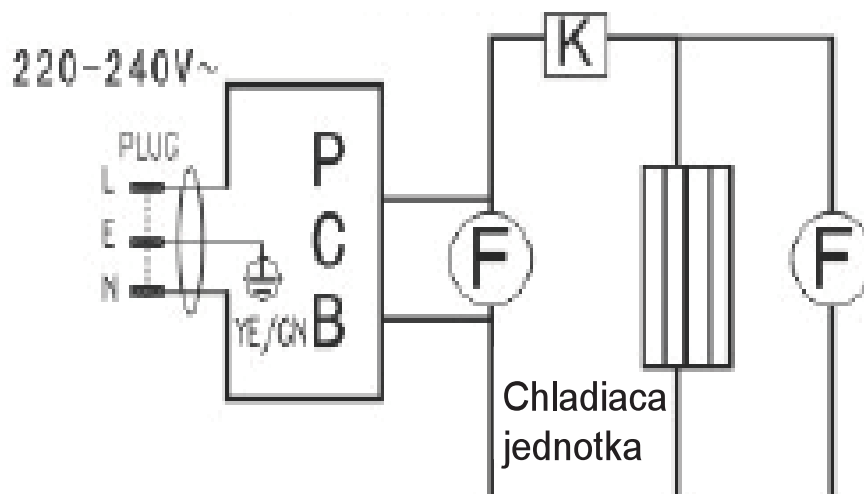 220-240V~
PLUG
L
E
N
YE/GN
P
C
B
K
F
F
Chladiaca
jednotka